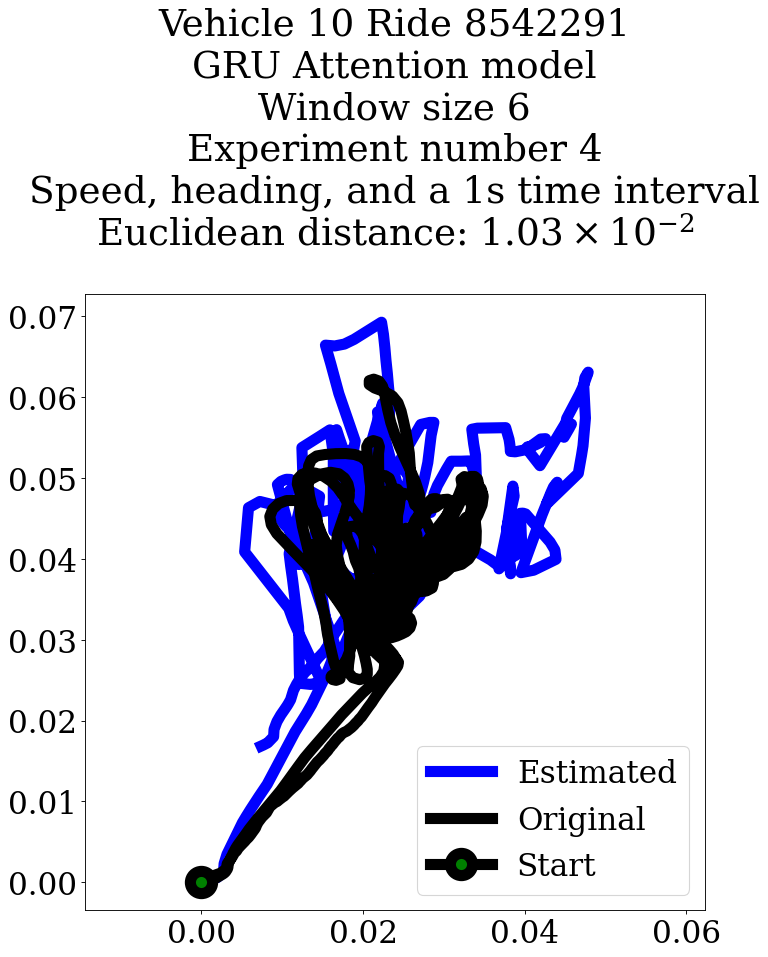 Vehicle 10 Ride 8542291
GRU Attention model
Window size 6
Experiment number 4
Speed, heading, and a 1s time interval
Euclidean distance: 1.03 × 10⁻²
0.07
0.06
0.05
0.04
0.03
0.02
0.01
0.00
Estimated
Original
Start
0.00 0.02 0.04 0.06